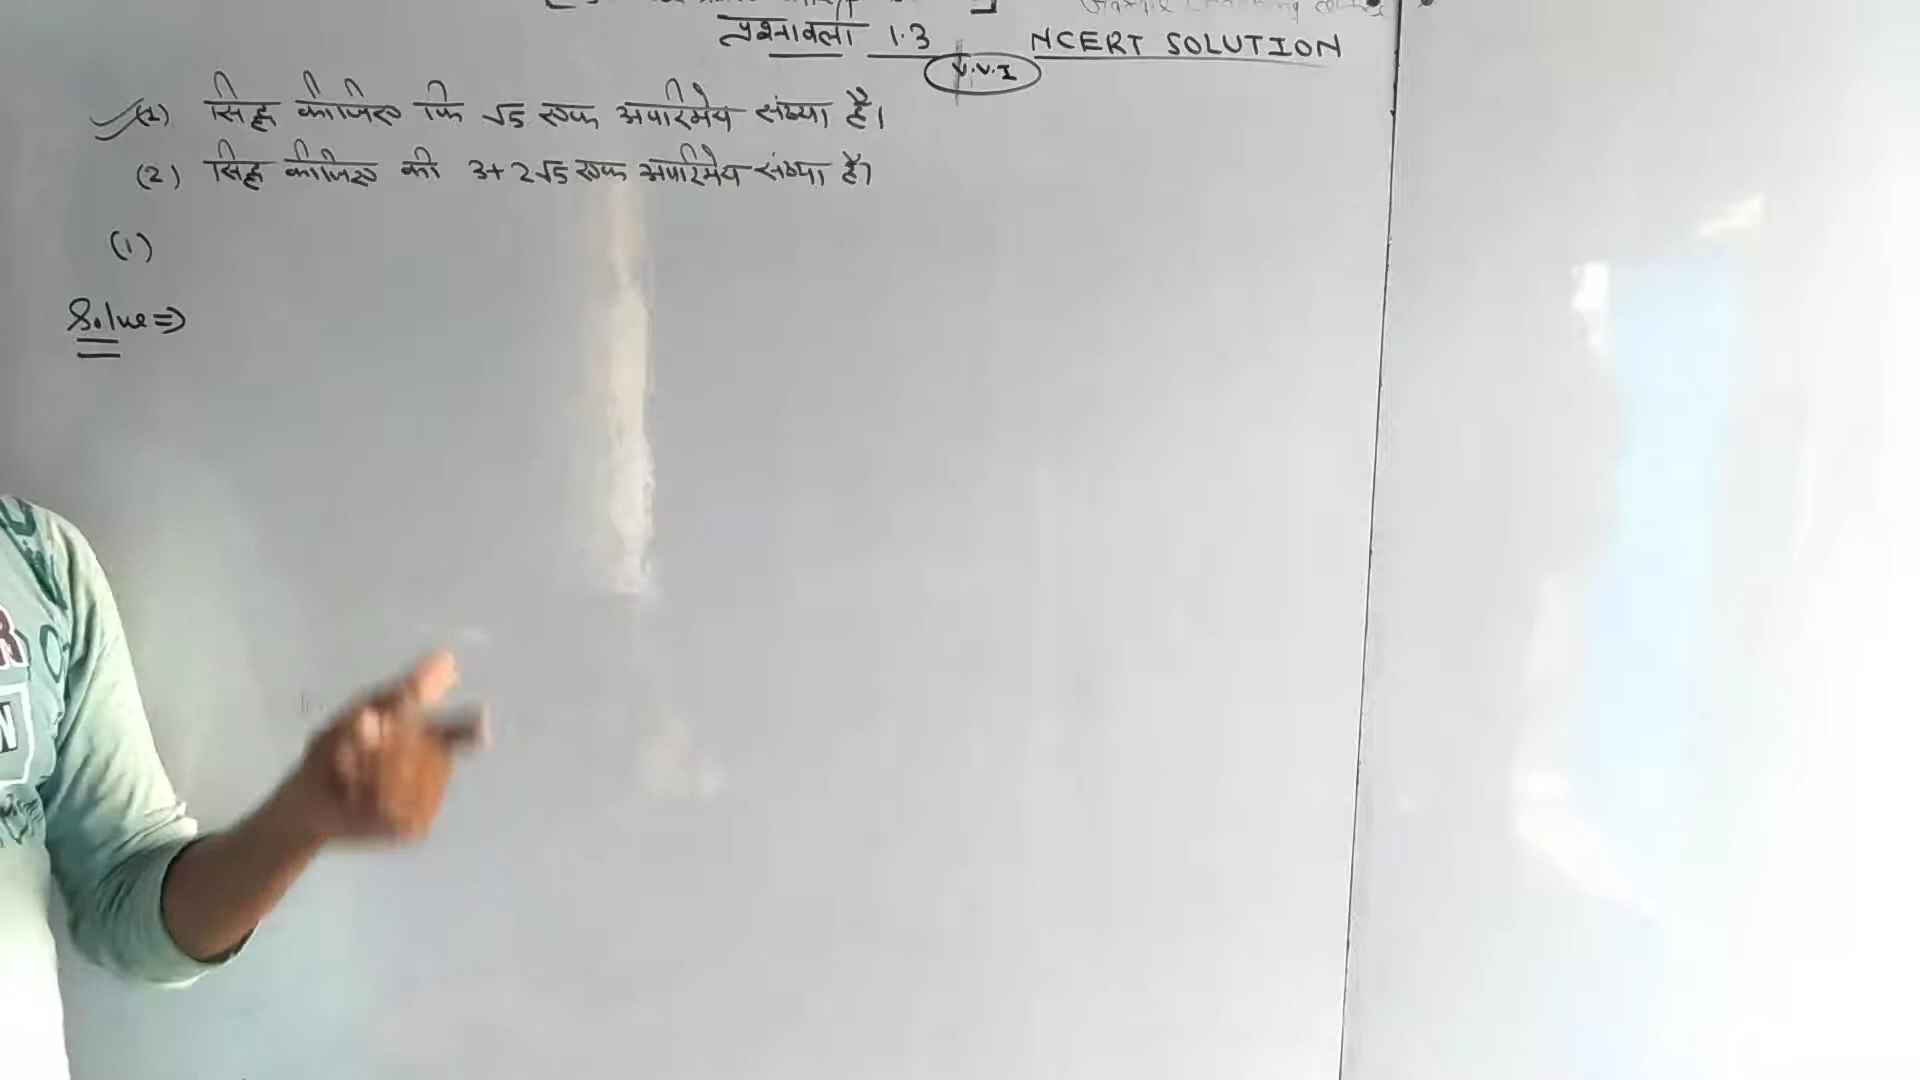 प्रश्नावली 1.3 NCERT SOLUTION
V.V.I
(1) सिद्ध कीजिए कि √5 एक अपरिमेय संख्या है।
(2) सिद्ध कीजिए की 3+2√5 एक अपरिमेय संख्या है।
(1)
Solve⇒